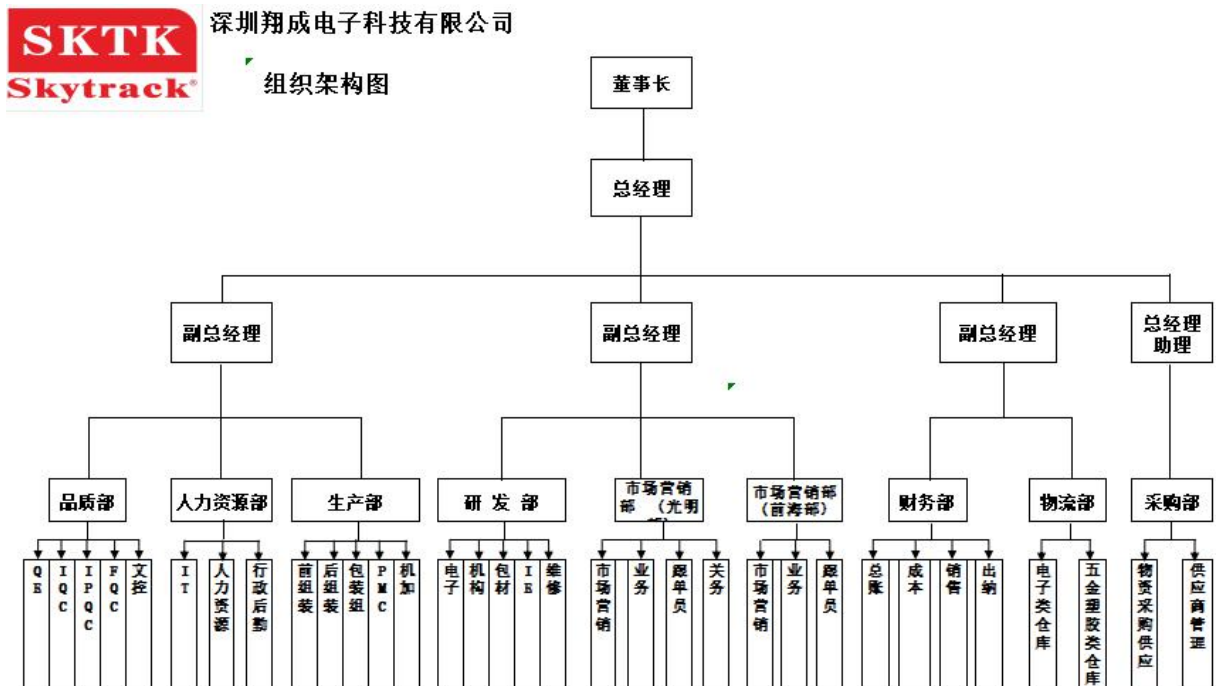 SKTK
Skytrack®
深圳翔成电子科技有限公司
组织架构图
董事长
总经理
副总经理
副总经理
副总经理
总经理
助理
品质部
人力资源部
生产部
研 发 部
市场营销
部 （光明
部）
市场营销部
（前海部）
财务部
物流部
采购部
QE
IQC
IPQC
FQC
文控
IT
人力资源
行政后勤
前组装
后组装
包装组
PMC
机加
电子
机构
包材
IE
维修
市场营销
业务
跟单员
关务
市场营销
业务
跟单员
总账
成本
销售
出纳
电子类仓库
五金塑胶类仓库
物资采购供应
供应商管理